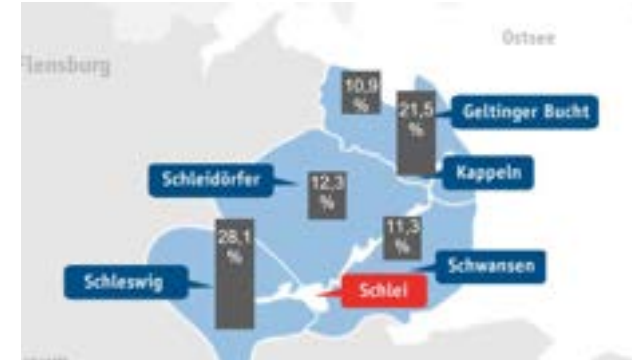 Ostsee
Flensburg
10,9
%
21,5
%
Geltinger Bucht
Kappeln
Schleidörfer
12,3
%
11,3
%
28,1
%
Schwansen
Schleswig
Schlei